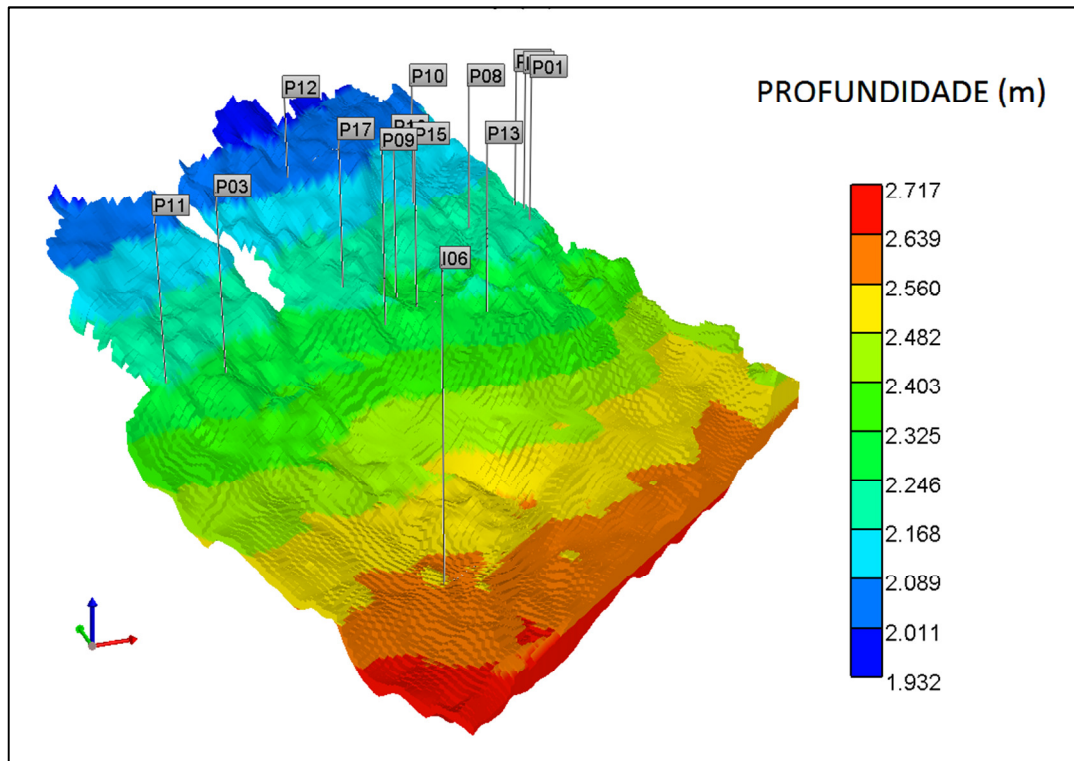 P01
P08
P10
P12
P13
P15
P17
P09
P03
P11
I06
PROFUNDIDADE (m)
2.717
2.639
2.560
2.482
2.403
2.325
2.246
2.168
2.089
2.011
1.932